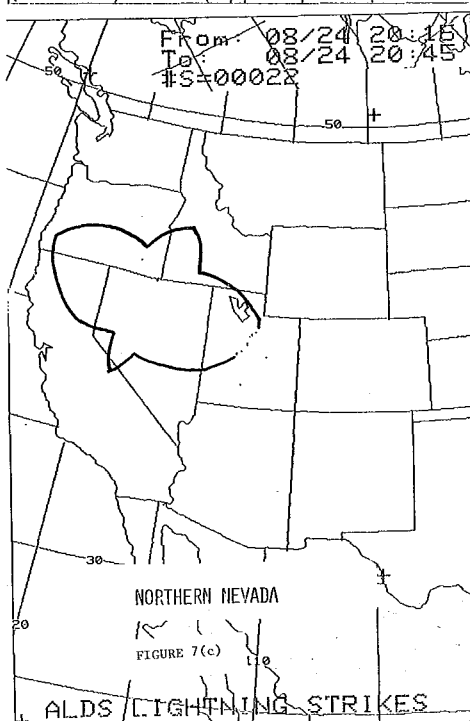 From: 08/24 20:15
To: 08/24 20:45
#S=00022
50
50
30
NORTHERN NEVADA
20
FIGURE 7(c)
110
ALDS LIGHTNING STRIKES